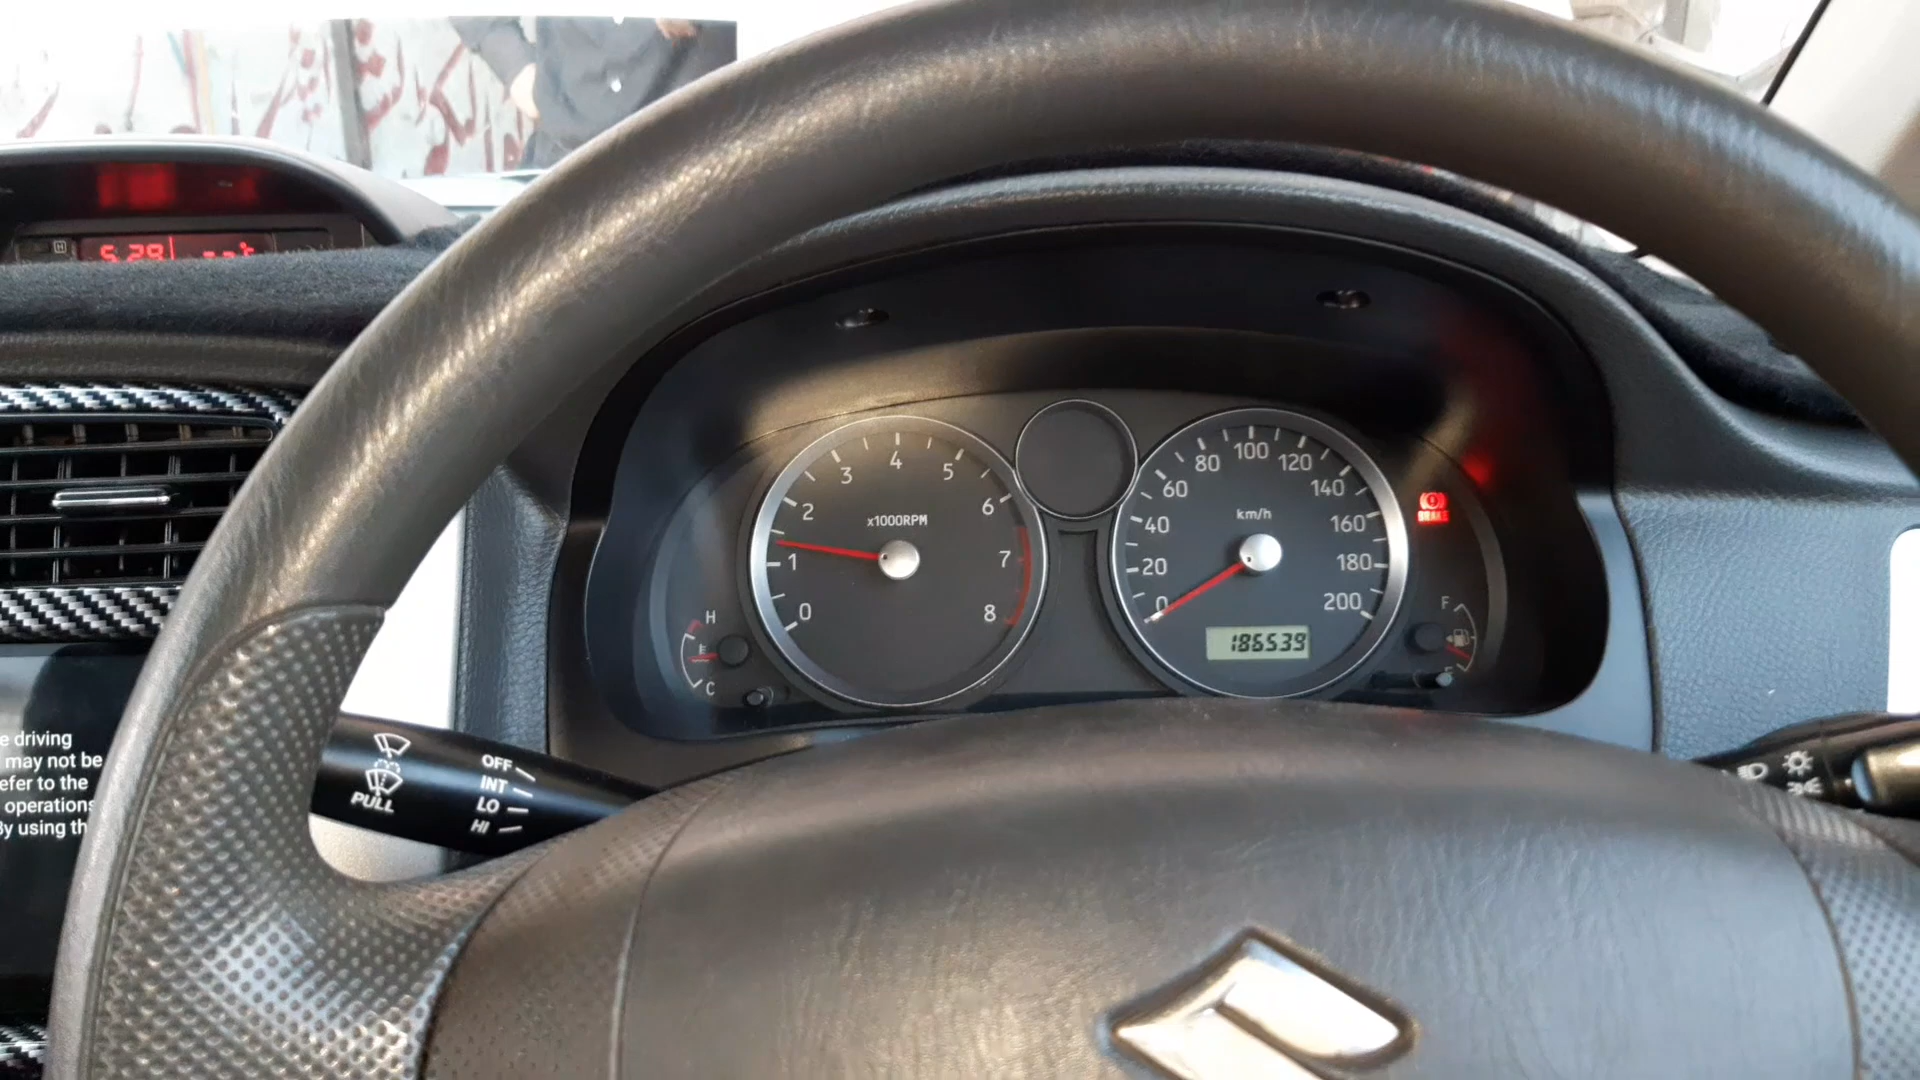 5:28
H
4
3
5
2
6
x1000RPM
1
7
0
8
H
E
C
100
80
120
60
140
km/h
40
160
20
180
0
200
186539
BRAKE
F
E
e driving
may not be
efer to the
operations
By using th
PULL
OFF
INT
LO
HI